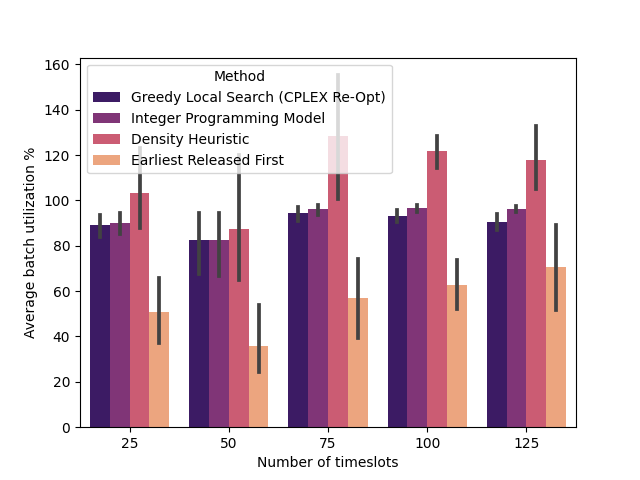 160
140
120
100
80
60
40
20
0
Average batch utilization %
Method
Greedy Local Search (CPLEX Re-Opt)
Integer Programming Model
Density Heuristic
Earliest Released First
25 50 75 100 125
Number of timeslots